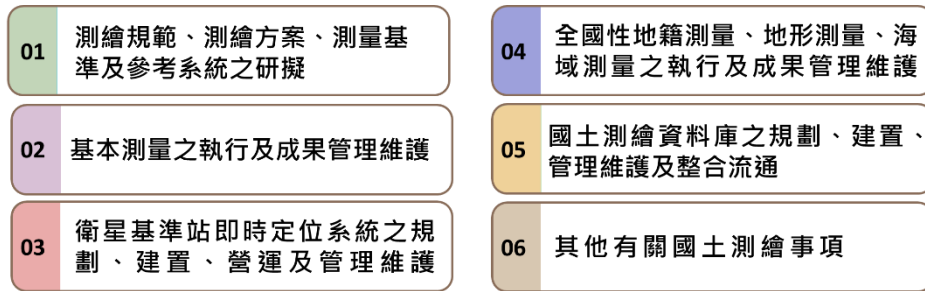 01
測繪規範、測繪方案、測量基
準及參考系統之研擬
02
基本測量之執行及成果管理維護
03
衛星基準站即時定位系統之規
劃、建置、營運及管理維護
04
全國性地籍測量、地形測量、海
域測量之執行及成果管理維護
05
國土測繪資料庫之規劃、建置、
管理維護及整合流通
06
其他有關國土測繪事項